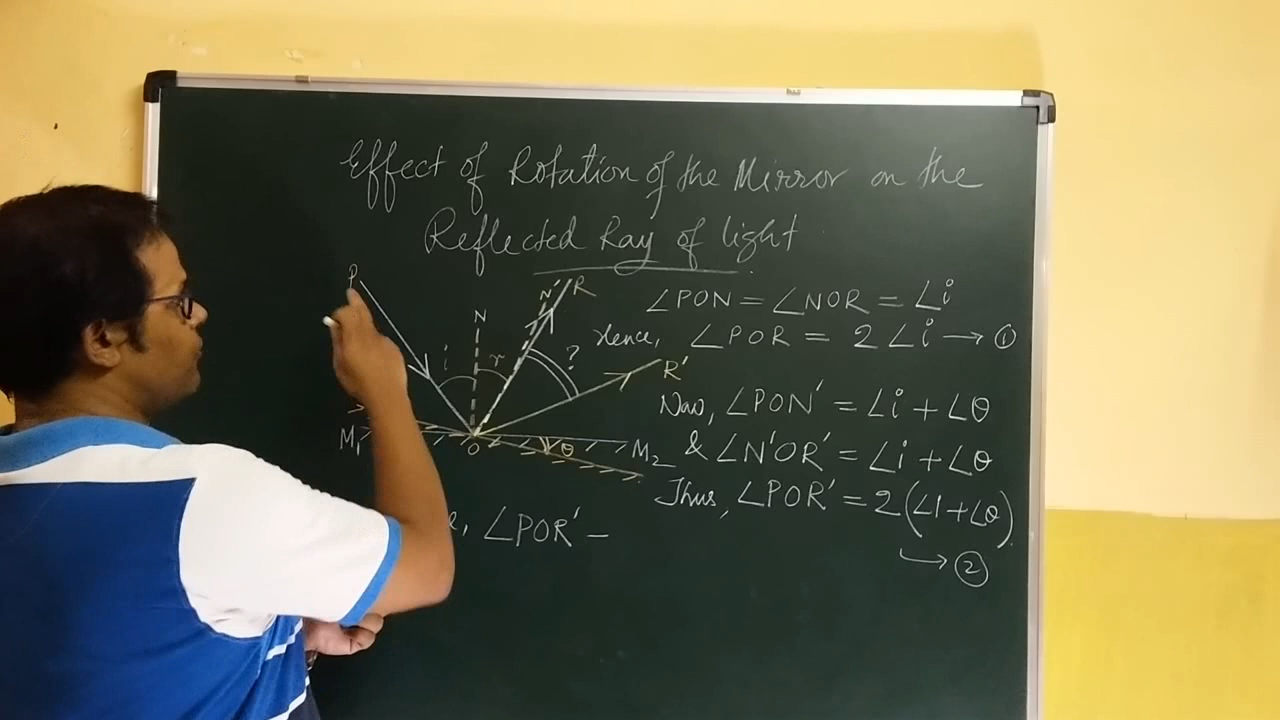 Effect of Rotation of the Mirror on the
Reflected Ray of light
P
N
N'
R
i
r
?
R'
M₁
O
θ
M₂
∠PON = ∠NOR = ∠i
Hence, ∠POR = 2∠i → ①
Now, ∠PON' = ∠i + ∠θ
& ∠N'OR' = ∠i + ∠θ
Thus, ∠POR' = 2(∠i + ∠θ)
→ ②
, ∠POR' –